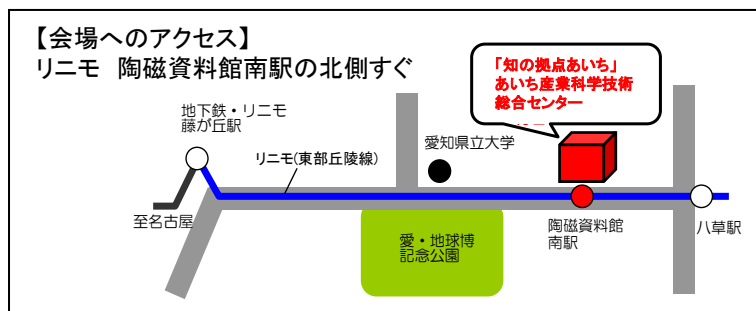 【会場へのアクセス】
リニモ　陶磁資料館南駅の北側すぐ
「知の拠点あいち」
あいち産業科学技術
総合センター
地下鉄・リニモ
藤が丘駅
愛知県立大学
リニモ(東部丘陵線)
至名古屋
愛・地球博
記念公園
陶磁資料館
南駅
八草駅